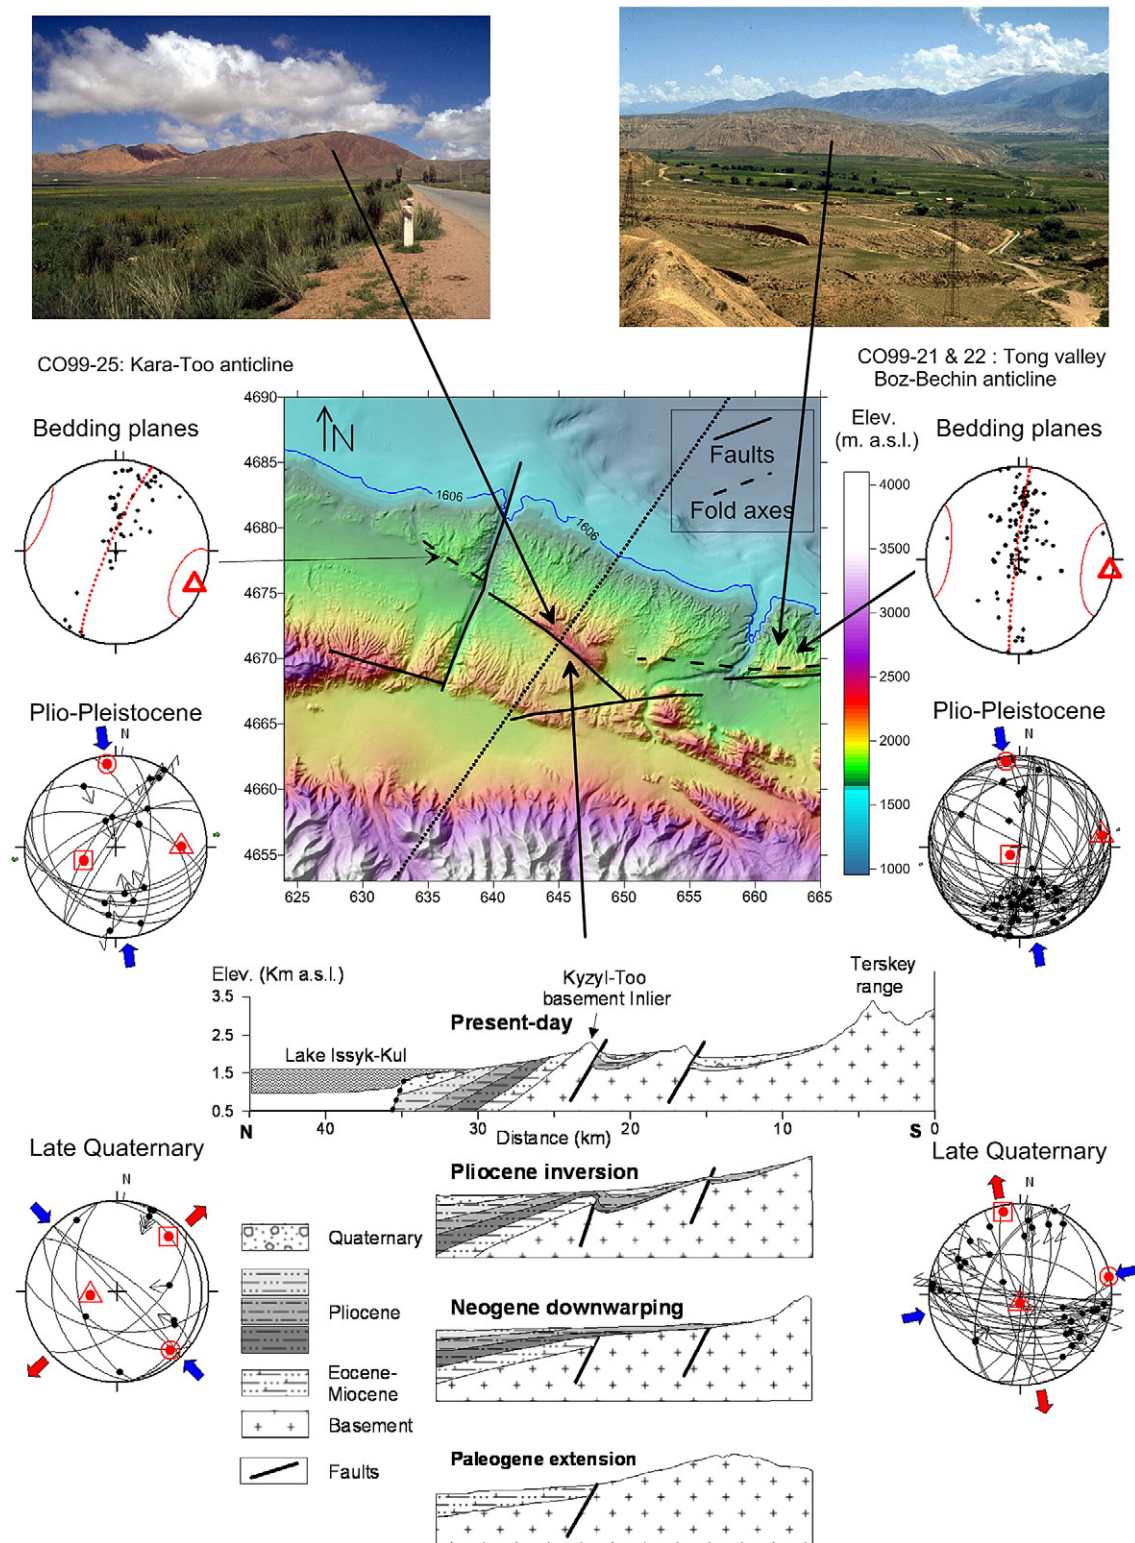 CO99-25: Kara-Too anticline
CO99-21 & 22 : Tong valley
Boz-Bechin anticline
Bedding planes
4690
4685
4680
4675
4670
4665
4660
4655
625
630
635
640
645
650
655
660
665
N
1606
1606
Faults
Fold axes
Elev.
(m. a.s.l.)
4000
3500
3000
2500
2000
1500
1000
Bedding planes
Plio-Pleistocene
N
Plio-Pleistocene
N
Elev. (Km a.s.l.)
3.5
2.5
1.5
0.5
Kyzyl-Too
basement Inlier
Terskey
range
Present-day
Lake Issyk-Kul
N
40
30
20
10
S
0
Distance (km)
Late Quaternary
N
Late Quaternary
N
Pliocene inversion
Neogene downwarping
Paleogene extension
Quaternary
Pliocene
Eocene-
Miocene
Basement
Faults